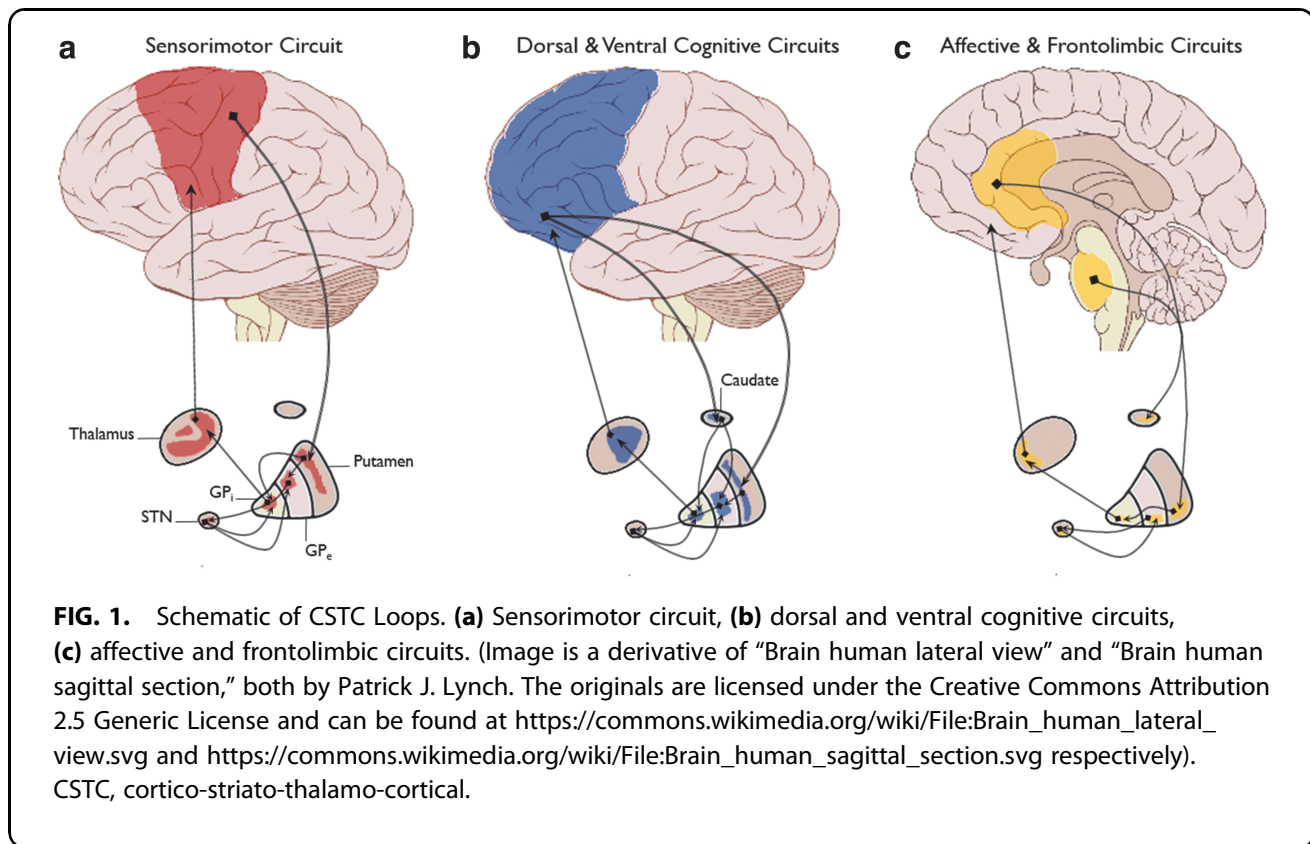 a Sensorimotor Circuit
b Dorsal & Ventral Cognitive Circuits
c Affective & Frontolimbic Circuits
Caudate
Thalamus
Putamen
GPi
STN
GPe
FIG. 1. Schematic of CSTC Loops. (a) Sensorimotor circuit, (b) dorsal and ventral cognitive circuits,
(c) affective and frontolimbic circuits. (Image is a derivative of “Brain human lateral view” and “Brain human
sagittal section,” both by Patrick J. Lynch. The originals are licensed under the Creative Commons Attribution
2.5 Generic License and can be found at https://commons.wikimedia.org/wiki/File:Brain_human_lateral_
view.svg and https://commons.wikimedia.org/wiki/File:Brain_human_sagittal_section.svg respectively).
CSTC, cortico-striato-thalamo-cortical.